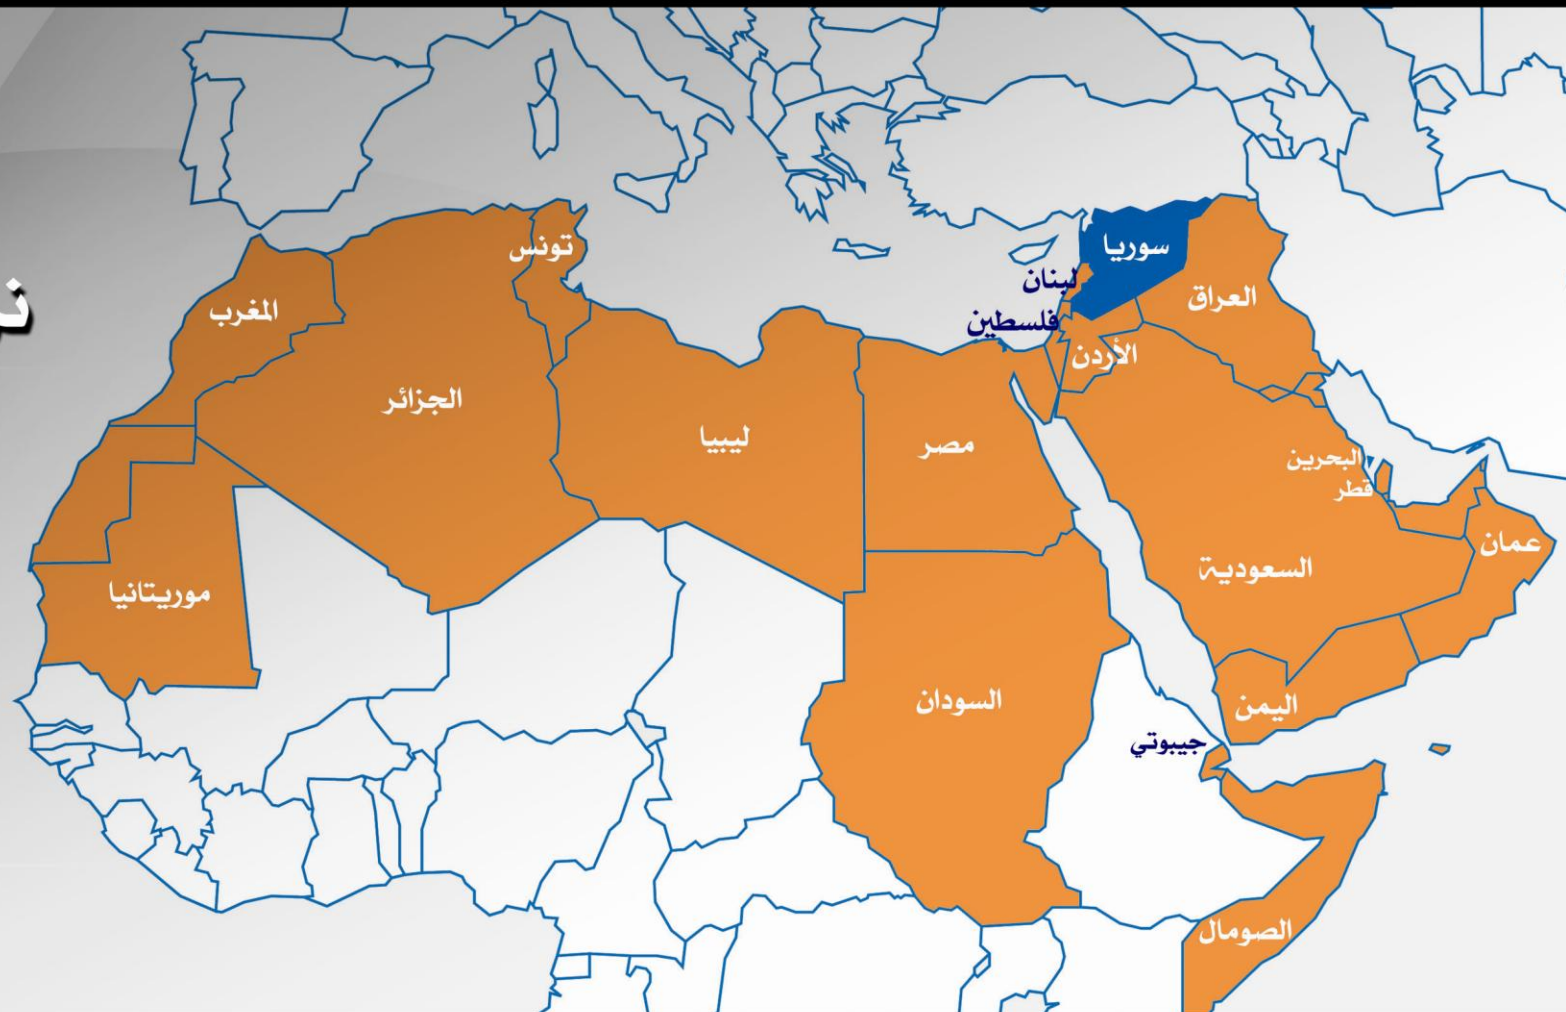 تونس
سوريا
لبنان
العراق
المغرب
فلسطين
الأردن
الجزائر
ليبيا
مصر
البحرين
قطر
عمان
السعودية
موريتانيا
السودان
اليمن
جيبوتي
الصومال